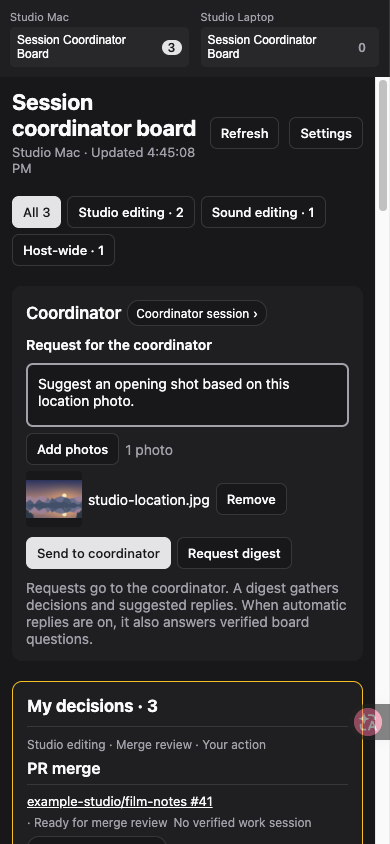 Studio Mac
Session Coordinator
Board
3
Studio Laptop
Session Coordinator
Board
0
Session
coordinator board
Studio Mac · Updated 4:45:08
PM
Refresh
Settings
All 3
Studio editing · 2
Sound editing · 1
Host-wide · 1
Coordinator
Coordinator session ›
Request for the coordinator
Suggest an opening shot based on this
location photo.
Add photos
1 photo
studio-location.jpg
Remove
Send to coordinator
Request digest
Requests go to the coordinator. A digest gathers
decisions and suggested replies. When automatic
replies are on, it also answers verified board
questions.
My decisions · 3
Studio editing · Merge review · Your action
PR merge
example-studio/film-notes #41
· Ready for merge review  No verified work session